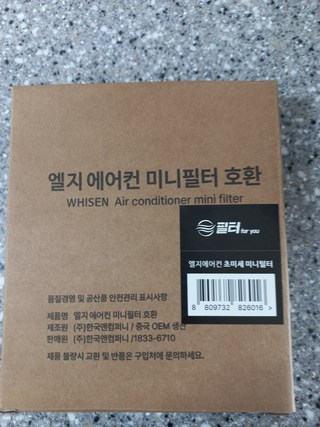 엘지 에어컨 미니필터 호환
WHISEN Air conditioner mini filter
필터 for you
엘지에어컨 초미세 미니필터
8 809732 826016 >
품질경영 및 공산품 안전관리 표시사항
제품명 엘지 에어컨 미니필터 호환
제조원 (주)한국앤컴퍼니 / 중국 OEM 생산
판매원 (주)한국앤컴퍼니 /1833-6710
제품 불량시 교환 및 반품은 구입처에 문의하세요.